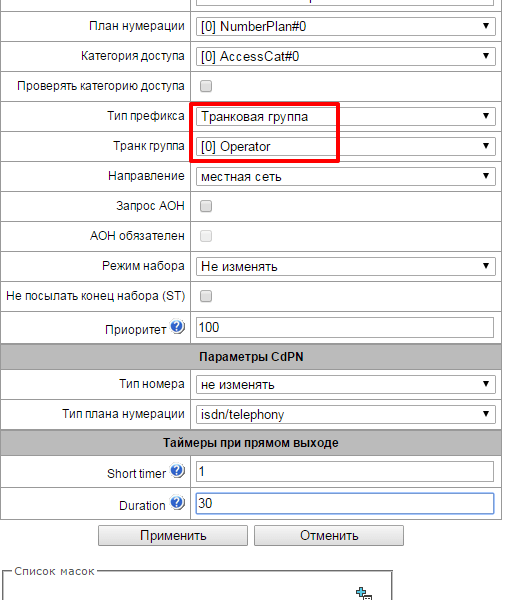 План нумерации [0] NumberPlan#0
Категория доступа [0] AccessCat#0
Проверять категорию доступа
Тип префикса Транковая группа
Транк группа [0] Operator
Направление местная сеть
Запрос АОН
АОН обязателен
Режим набора Не изменять
Не посылать конец набора (ST)
Приоритет ? 100
Параметры CdPN
Тип номера не изменять
Тип плана нумерации isdn/telephony
Таймеры при прямом выходе
Short timer ? 1
Duration ? 30
Применить Отменить
Список масок